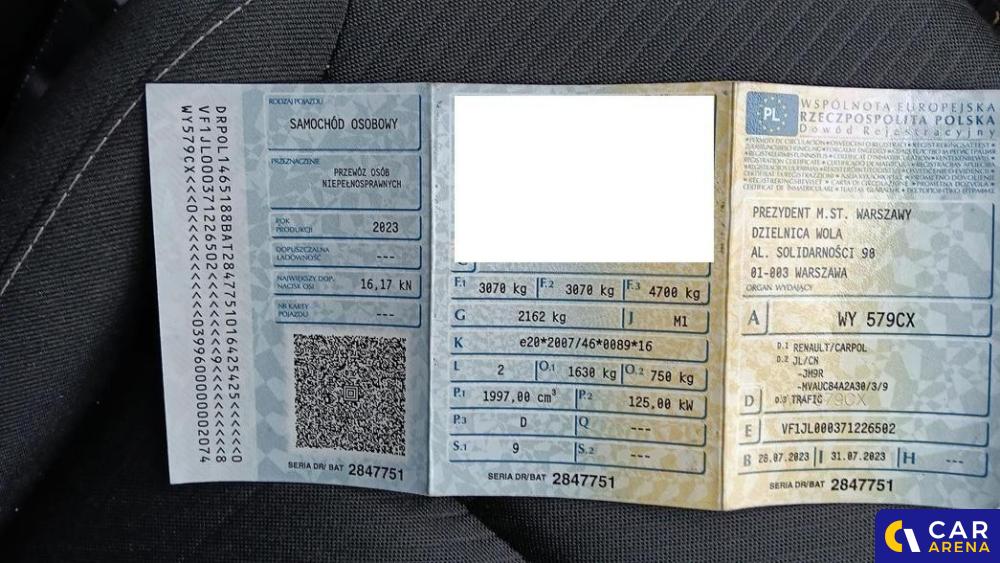 DRPOL1465188BAT2847751016425425<<<<<0
VF1JL000371226502<<<<<<<<9<<<<<<<<<<8
WY579CX<<<0<<<<<<<<<<<0399600000002074
RODZAJ POJAZDU
SAMOCHÓD OSOBOWY
PRZEZNACZENIE
PRZEWÓZ OSÓB
NIEPEŁNOSPRAWNYCH
ROK
PRODUKCJI 2023
DOPUSZCZALNA
ŁADOWNOŚĆ ---
NAJWIĘKSZY DOP.
NACISK OSI 16,17 kN
NR KARTY
POJAZDU ---
SERIA DR/BAT 2847751
F.1 3070 kg F.2 3070 kg F.3 4700 kg
G 2162 kg J M1
K e20*2007/46*0089*16
L 2 O.1 1630 kg O.2 750 kg
P.1 1997,00 cm³ P.2 125,00 kW
P.3 D Q ---
S.1 9 S.2 ---
SERIA DR/BAT 2847751
PL
WSPÓLNOTA EUROPEJSKA
RZECZPOSPOLITA POLSKA
Dowód Rejestracyjny
PREZYDENT M.ST. WARSZAWY
DZIELNICA WOLA
AL. SOLIDARNOŚCI 90
01-003 WARSZAWA
ORGAN WYDAJĄCY
A WY 579CX
D.1 RENAULT/CARPOL
D.2 JL/CN
-JM9R
-MVAUC84A2A30/3/9
D D.3 TRAFIC
E VF1JL000371226502
B 28.07.2023 I 31.07.2023 H ---
SERIA DR/BAT 2847751
CAR
ARENA